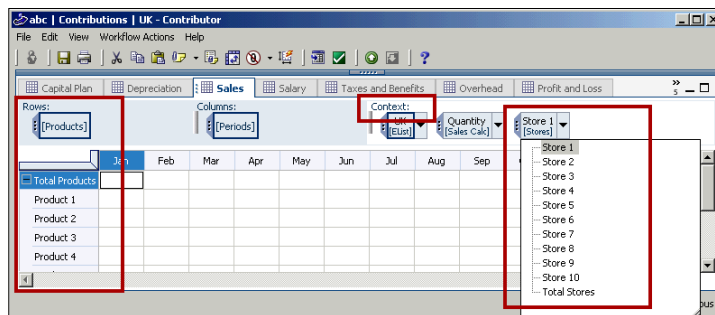 abc | Contributions | UK - Contributor
File Edit View Workflow Actions Help
Capital Plan Depreciation Sales Salary Taxes and Benefits Overhead Profit and Loss
5
Rows: Columns: Context:
[Products] [Periods] UK [EList] Quantity [Sales Calc] Store 1 [Stores]
Jan Feb Mar Apr May Jun Jul Aug Sep
Total Products
Product 1
Product 2
Product 3
Product 4
Store 1
Store 2
Store 3
Store 4
Store 5
Store 6
Store 7
Store 8
Store 9
Store 10
Total Stores